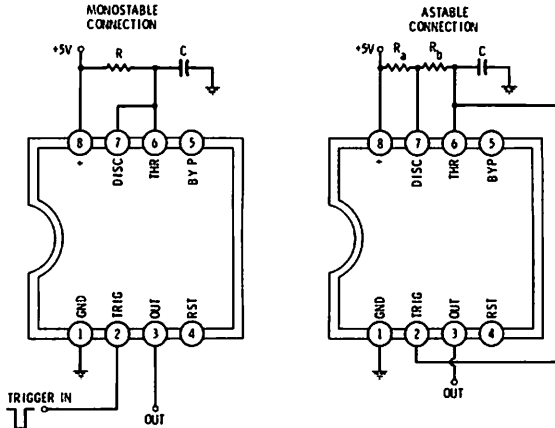 MONOSTABLE
CONNECTION
+5V
R
C
8
7
6
5
+
DISC
THR
BYP
GND
TRIG
OUT
RST
1
2
3
4
TRIGGER IN
OUT
ASTABLE
CONNECTION
+5V
Ra
Rb
C
8
7
6
5
+
DISC
THR
BYP
GND
TRIG
OUT
RST
1
2
3
4
OUT